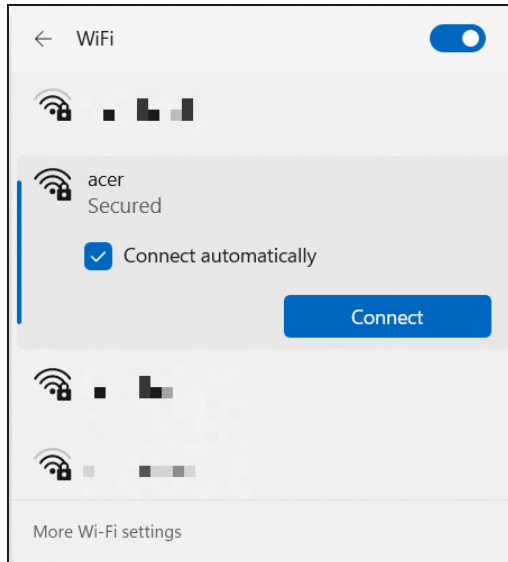 WiFi
acer
Secured
Connect automatically
Connect
More Wi-Fi settings